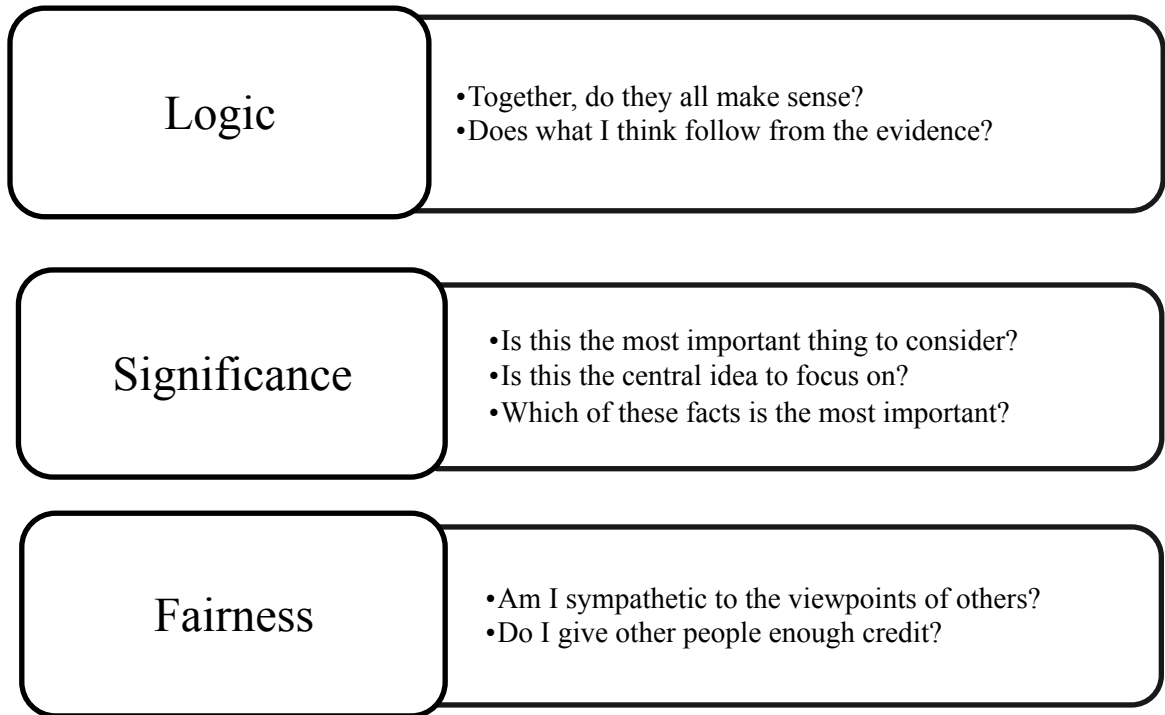 Logic
•Together, do they all make sense?
•Does what I think follow from the evidence?
Significance
•Is this the most important thing to consider?
•Is this the central idea to focus on?
•Which of these facts is the most important?
Fairness
•Am I sympathetic to the viewpoints of others?
•Do I give other people enough credit?